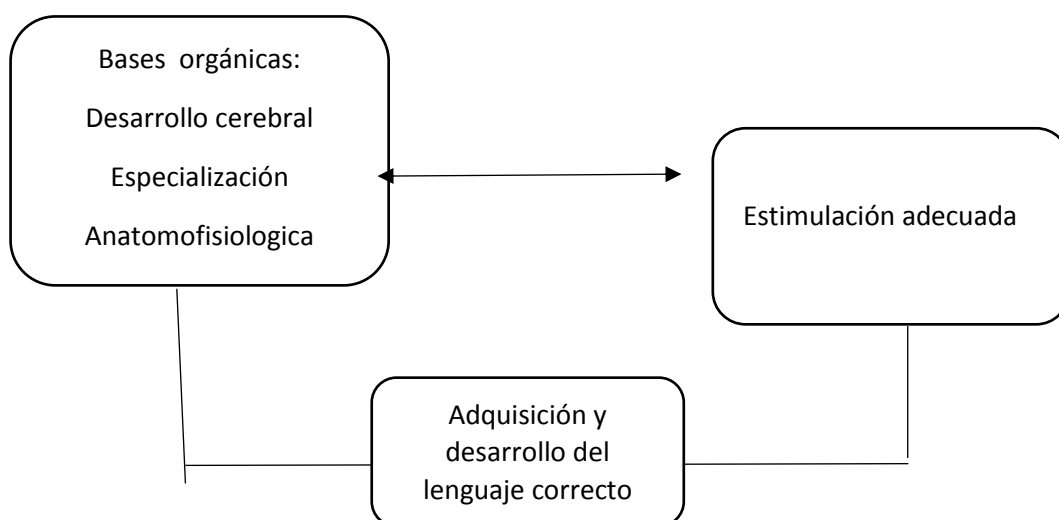 Bases orgánicas:
Desarrollo cerebral
Especialización
Anatomofisiologica
Estimulación adecuada
Adquisición y
desarrollo del
lenguaje correcto